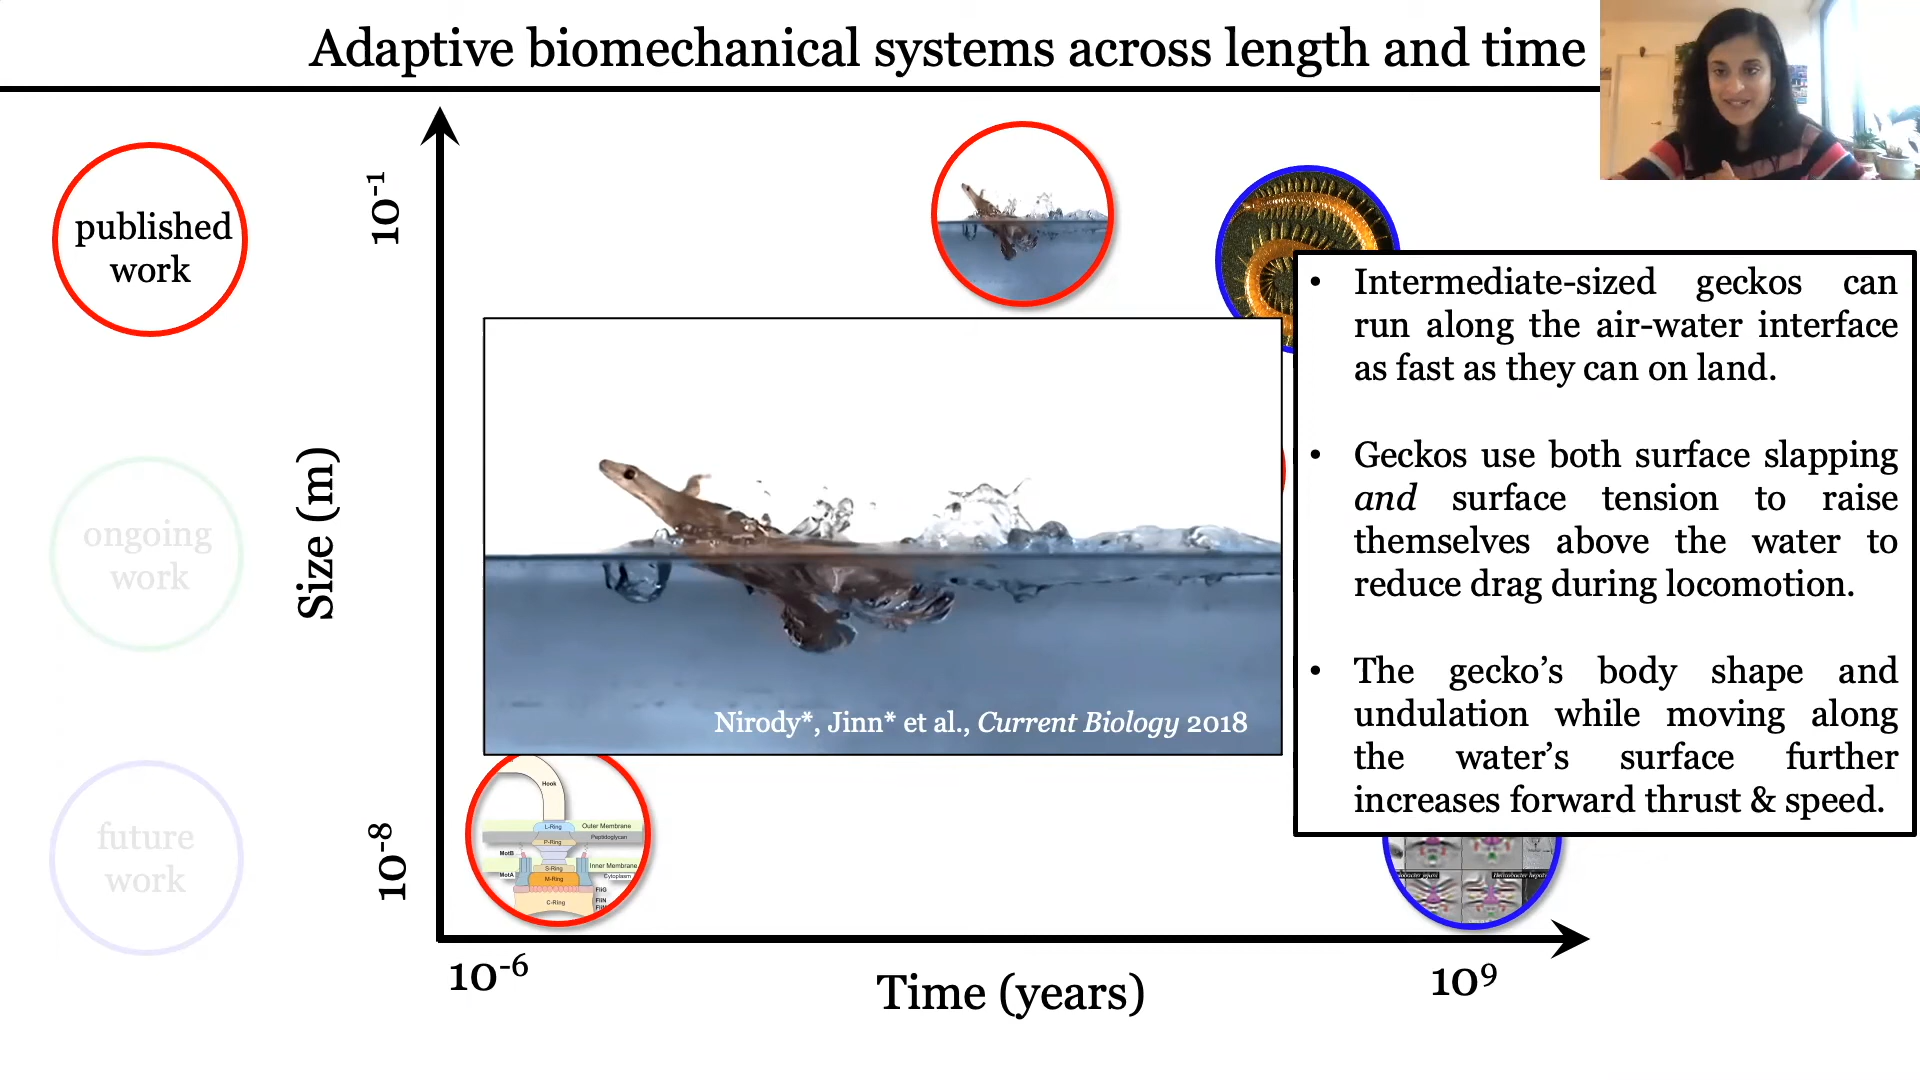 Adaptive biomechanical systems across length and time
published
work
ongoing
work
future
work
Size (m)
10⁻¹
10⁻⁸
10⁻⁶
Time (years)
10⁹
Nirody*, Jinn* et al., Current Biology 2018
• Intermediate-sized geckos can
run along the air-water interface
as fast as they can on land.
• Geckos use both surface slapping
and surface tension to raise
themselves above the water to
reduce drag during locomotion.
• The gecko’s body shape and
undulation while moving along
the water’s surface further
increases forward thrust & speed.
Hook
L-Ring
Outer Membrane
Peptidoglycan
P-Ring
MotB
S-Ring
Inner Membrane
MotA
M-Ring
Cytoplasm
FliG
C-Ring
FliN